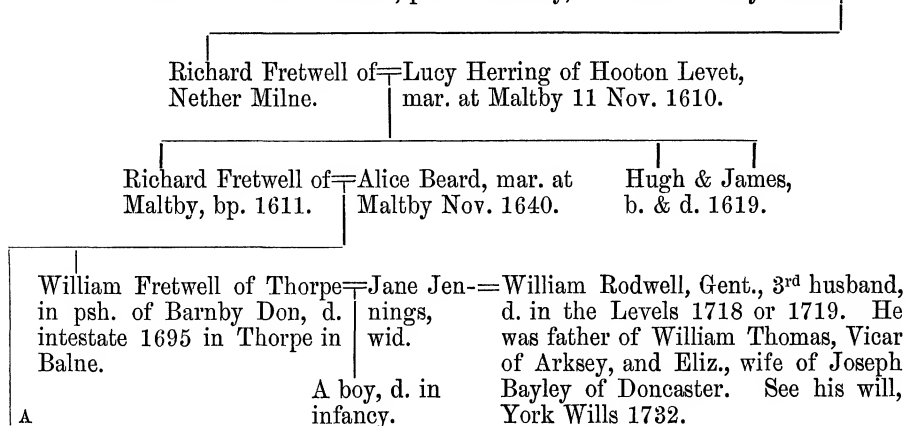 Richard Fretwell of=Lucy Herring of Hooton Levet,
Nether Milne. mar. at Maltby 11 Nov. 1610.
Richard Fretwell of=Alice Beard, mar. at Hugh & James,
Maltby, bp. 1611. Maltby Nov. 1640. b. & d. 1619.
William Fretwell of Thorpe=Jane Jen-=William Rodwell, Gent., 3rd husband,
in psh. of Barnby Don, d. nings, d. in the Levels 1718 or 1719. He
intestate 1695 in Thorpe in wid. was father of William Thomas, Vicar
Balne. of Arksey, and Eliz., wife of Joseph
A boy, d. in Bayley of Doncaster. See his will,
A infancy. York Wills 1732.